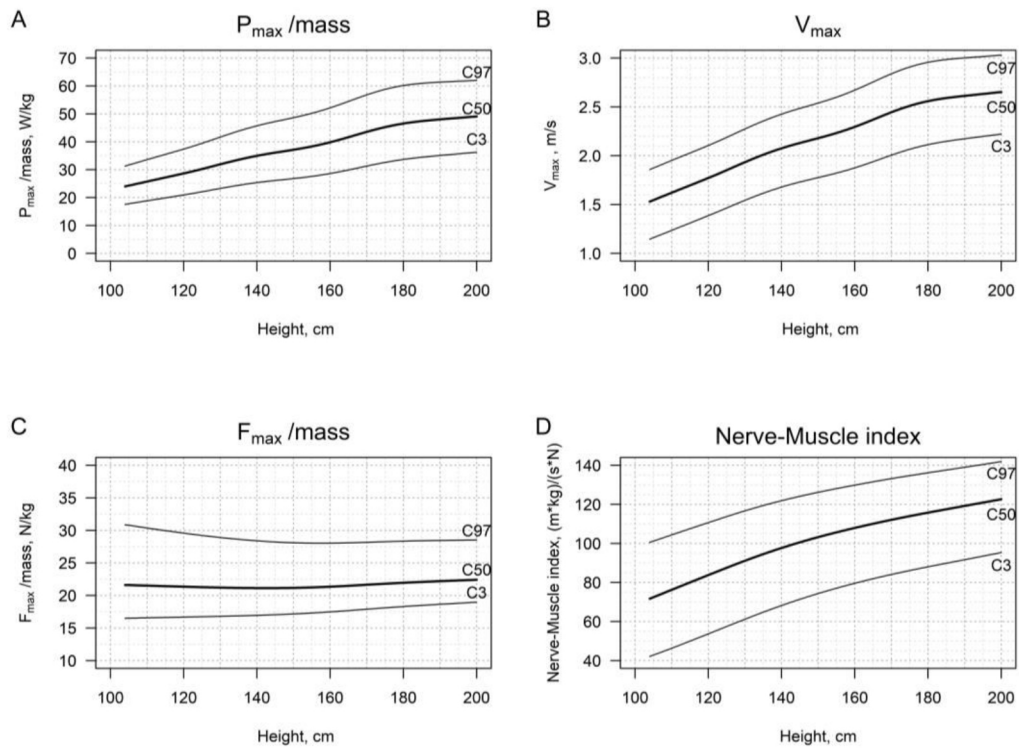 A
Pmax /mass
Pmax /mass, W/kg
70
60
50
40
30
20
10
0
C97
C50
C3
100 120 140 160 180 200
Height, cm
B
Vmax
Vmax , m/s
3.0
2.5
2.0
1.5
1.0
C97
C50
C3
100 120 140 160 180 200
Height, cm
C
Fmax /mass
Fmax /mass, N/kg
40
35
30
25
20
15
10
C97
C50
C3
100 120 140 160 180 200
Height, cm
D
Nerve-Muscle index
Nerve-Muscle index, (m*kg)/(s*N)
140
120
100
80
60
40
C97
C50
C3
100 120 140 160 180 200
Height, cm